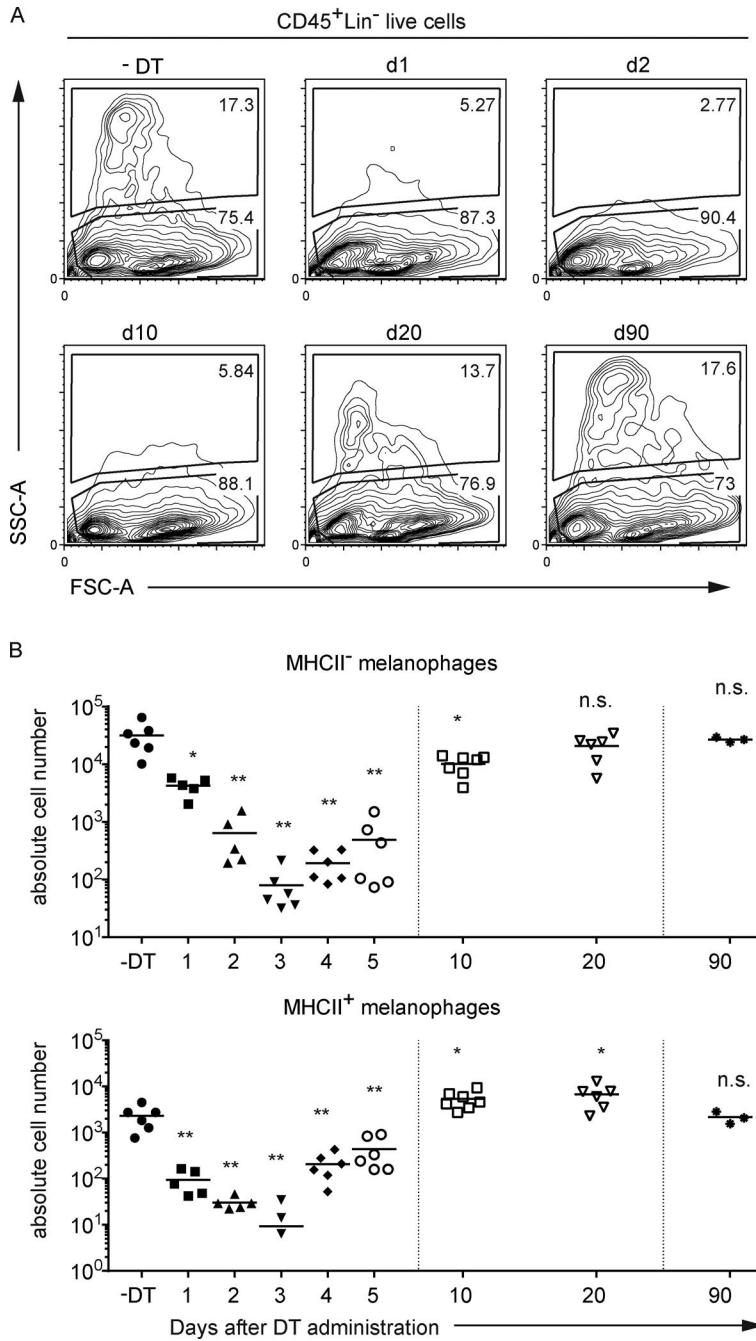 A
CD45+Lin- live cells
- DT d1 d2
17.3 5.27 2.77
75.4 87.3 90.4
0 0 0
0 0 0
d10 d20 d90
5.84 13.7 17.6
88.1 76.9 73
0 0 0
0 0 0
SSC-A
FSC-A
B
MHCII- melanophages
absolute cell number
10^5
10^4
10^3
10^2
10^1
* ** ** ** ** * n.s. n.s.
-DT 1 2 3 4 5 10 20 90
MHCII+ melanophages
absolute cell number
10^5
10^4
10^3
10^2
10^1
10^0
** ** ** ** ** * * n.s.
-DT 1 2 3 4 5 10 20 90
Days after DT administration